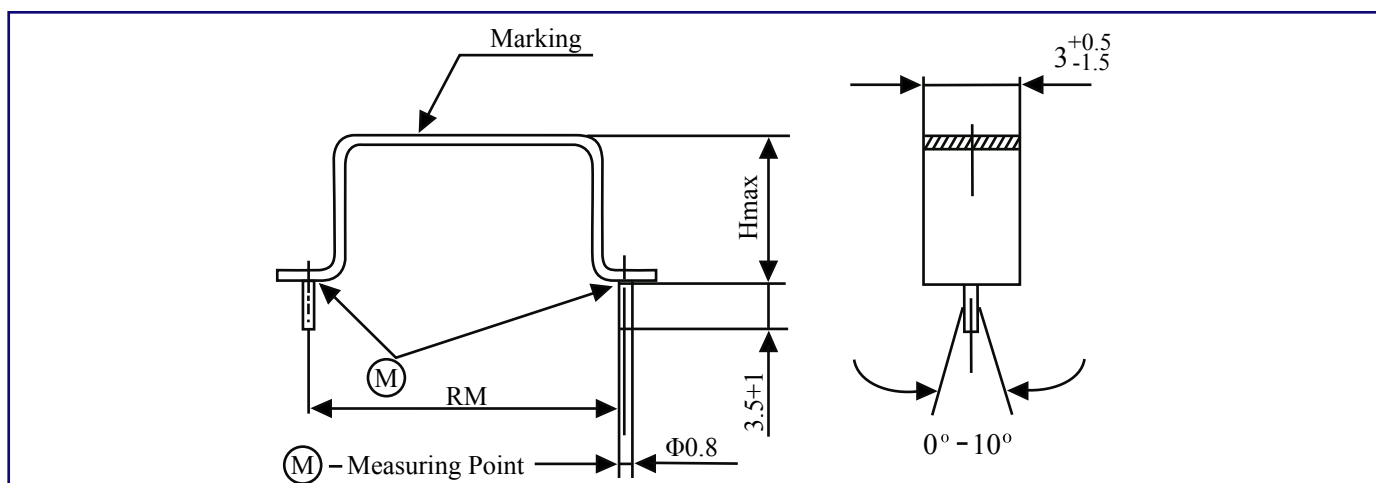 Marking
3 +0.5 -1.5
Hmax
M
RM
3.5+1
Φ0.8
M – Measuring Point
0° – 10°